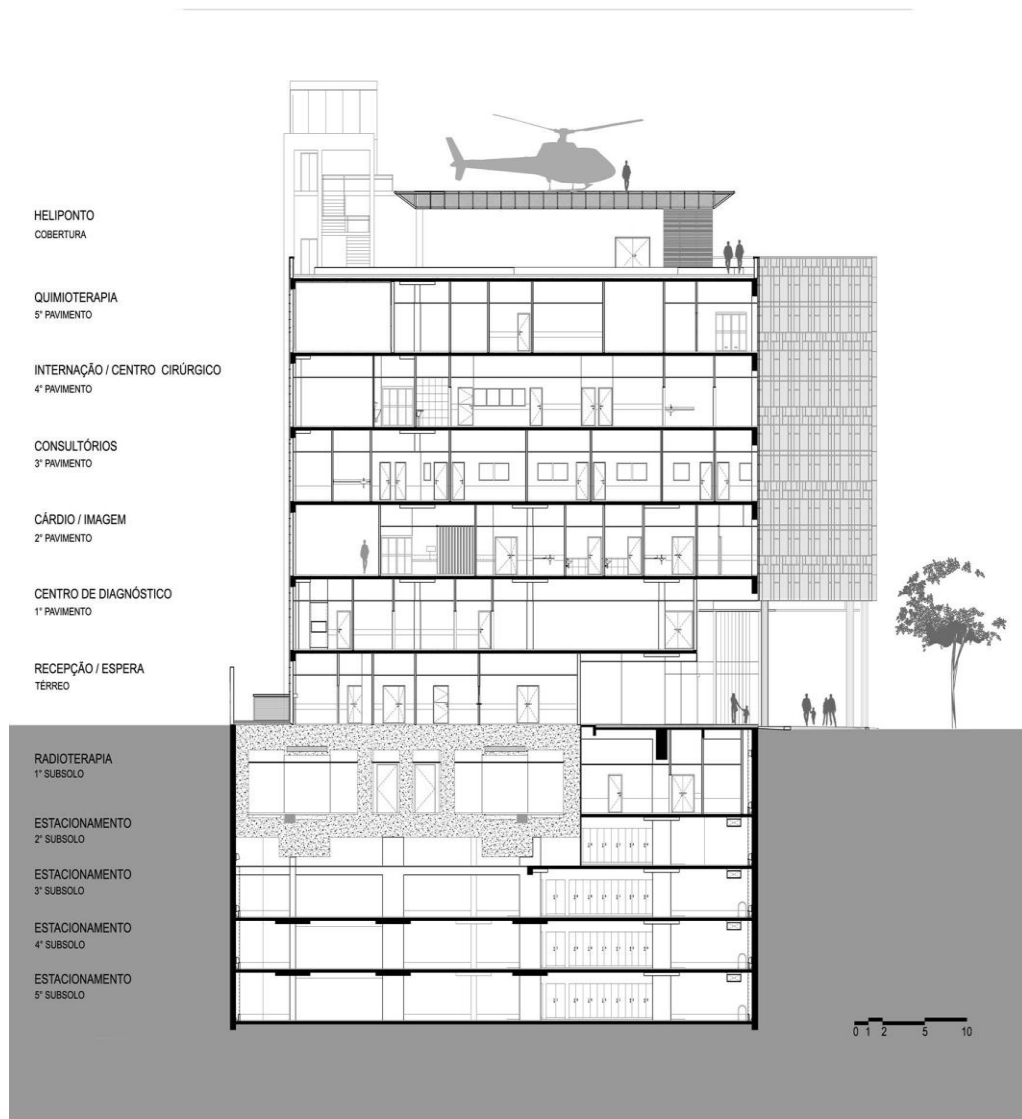 HELIPONTO
COBERTURA
QUIMIOTERAPIA
5° PAVIMENTO
INTERNAÇÃO / CENTRO CIRÚRGICO
4° PAVIMENTO
CONSULTÓRIOS
3° PAVIMENTO
CÁRDIO / IMAGEM
2° PAVIMENTO
CENTRO DE DIAGNÓSTICO
1° PAVIMENTO
RECEPÇÃO / ESPERA
TÉRREO
RADIOTERAPIA
1° SUBSOLO
ESTACIONAMENTO
2° SUBSOLO
ESTACIONAMENTO
3° SUBSOLO
ESTACIONAMENTO
4° SUBSOLO
ESTACIONAMENTO
5° SUBSOLO
0 1 2 5 10